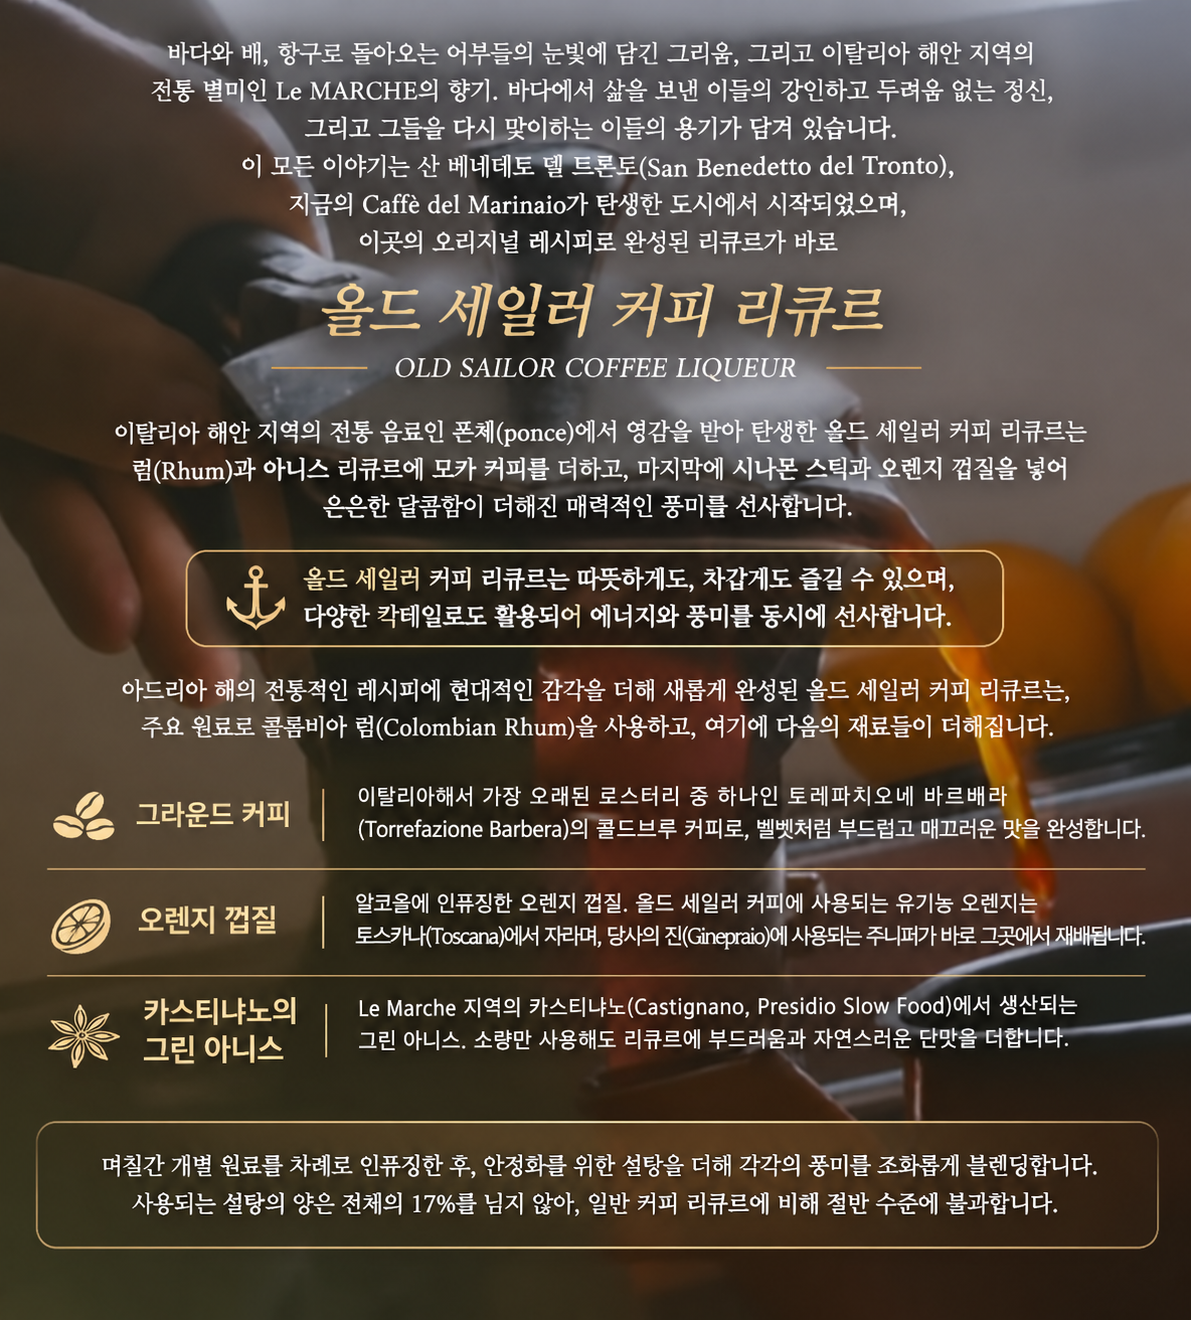 바다와 배, 항구로 돌아오는 어부들의 눈빛에 담긴 그리움, 그리고 이탈리아 해안 지역의
전통 별미인 Le MARCHE의 향기. 바다에서 삶을 보낸 이들의 강인하고 두려움 없는 정신,
그리고 그들을 다시 맞이하는 이들의 용기가 담겨 있습니다.
이 모든 이야기는 산 베네데토 델 트론토(San Benedetto del Tronto),
지금의 Caffè del Marinaio가 탄생한 도시에서 시작되었으며,
이곳의 오리지널 레시피로 완성된 리큐르가 바로
올드 세일러 커피 리큐르
OLD SAILOR COFFEE LIQUEUR
이탈리아 해안 지역의 전통 음료인 폰체(ponce)에서 영감을 받아 탄생한 올드 세일러 커피 리큐르는
럼(Rhum)과 아니스 리큐르에 모카 커피를 더하고, 마지막에 시나몬 스틱과 오렌지 껍질을 넣어
은은한 달콤함이 더해진 매력적인 풍미를 선사합니다.
올드 세일러 커피 리큐르는 따뜻하게도, 차갑게도 즐길 수 있으며,
다양한 칵테일로도 활용되어 에너지와 풍미를 동시에 선사합니다.
아드리아 해의 전통적인 레시피에 현대적인 감각을 더해 새롭게 완성된 올드 세일러 커피 리큐르는,
주요 원료로 콜롬비아 럼(Colombian Rhum)을 사용하고, 여기에 다음의 재료들이 더해집니다.
그라운드 커피
이탈리아해서 가장 오래된 로스터리 중 하나인 토레파치오네 바르배라
(Torrefazione Barbera)의 콜드브루 커피로, 벨벳처럼 부드럽고 매끄러운 맛을 완성합니다.
오렌지 껍질
알코올에 인퓨징한 오렌지 껍질. 올드 세일러 커피에 사용되는 유기농 오렌지는
토스카나(Toscana)에서 자라며, 당사의 진(Ginepraio)에 사용되는 주니퍼가 바로 그곳에서 재배됩니다.
카스티냐노의
그린 아니스
Le Marche 지역의 카스티냐노(Castignano, Presidio Slow Food)에서 생산되는
그린 아니스. 소량만 사용해도 리큐르에 부드러움과 자연스러운 단맛을 더합니다.
며칠간 개별 원료를 차례로 인퓨징한 후, 안정화를 위한 설탕을 더해 각각의 풍미를 조화롭게 블렌딩합니다.
사용되는 설탕의 양은 전체의 17%를 넘지 않아, 일반 커피 리큐르에 비해 절반 수준에 불과합니다.